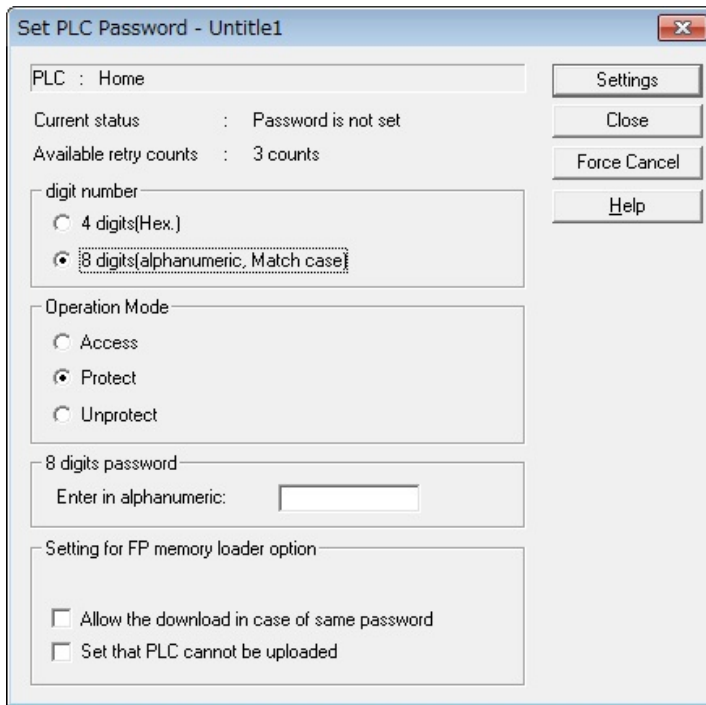 Set PLC Password - Untitle1
PLC : Home
Settings
Current status : Password is not set
Close
Available retry counts : 3 counts
Force Cancel
digit number
Help
4 digits(Hex.)
8 digits(alphanumeric, Match case)
Operation Mode
Access
Protect
Unprotect
8 digits password
Enter in alphanumeric:
Setting for FP memory loader option
Allow the download in case of same password
Set that PLC cannot be uploaded